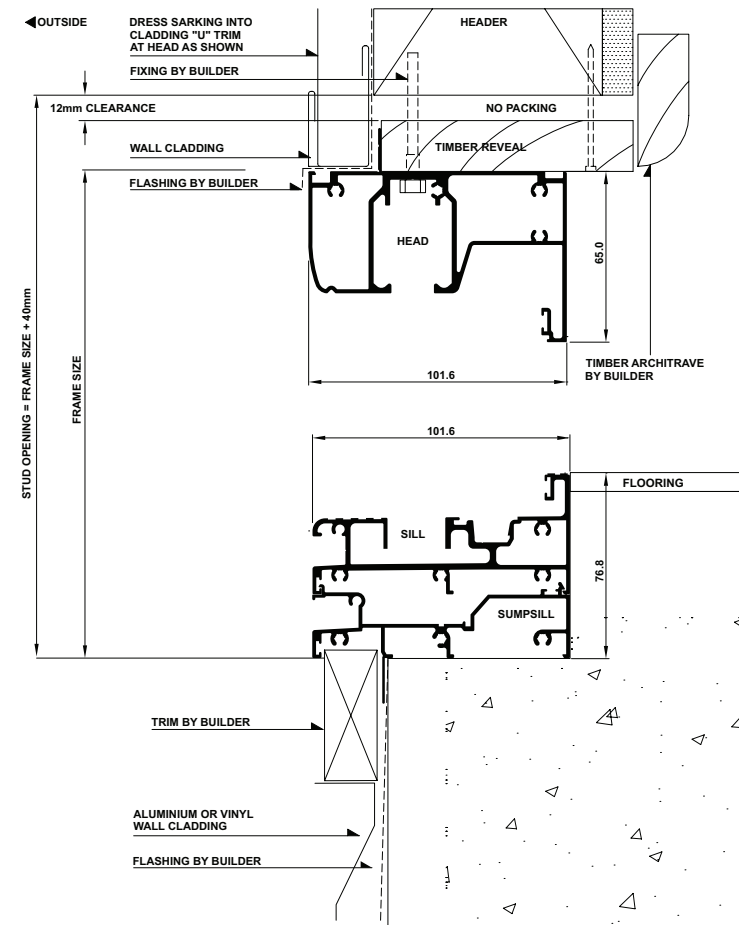 OUTSIDE
DRESS SARKING INTO
CLADDING "U" TRIM
AT HEAD AS SHOWN
HEADER
FIXING BY BUILDER
12mm CLEARANCE
NO PACKING
WALL CLADDING
TIMBER REVEAL
FLASHING BY BUILDER
HEAD
65.0
STUD OPENING = FRAME SIZE + 40mm
FRAME SIZE
TIMBER ARCHITRAVE
BY BUILDER
101.6
101.6
FLOORING
SILL
76.8
SUMPSILL
TRIM BY BUILDER
ALUMINIUM OR VINYL
WALL CLADDING
FLASHING BY BUILDER